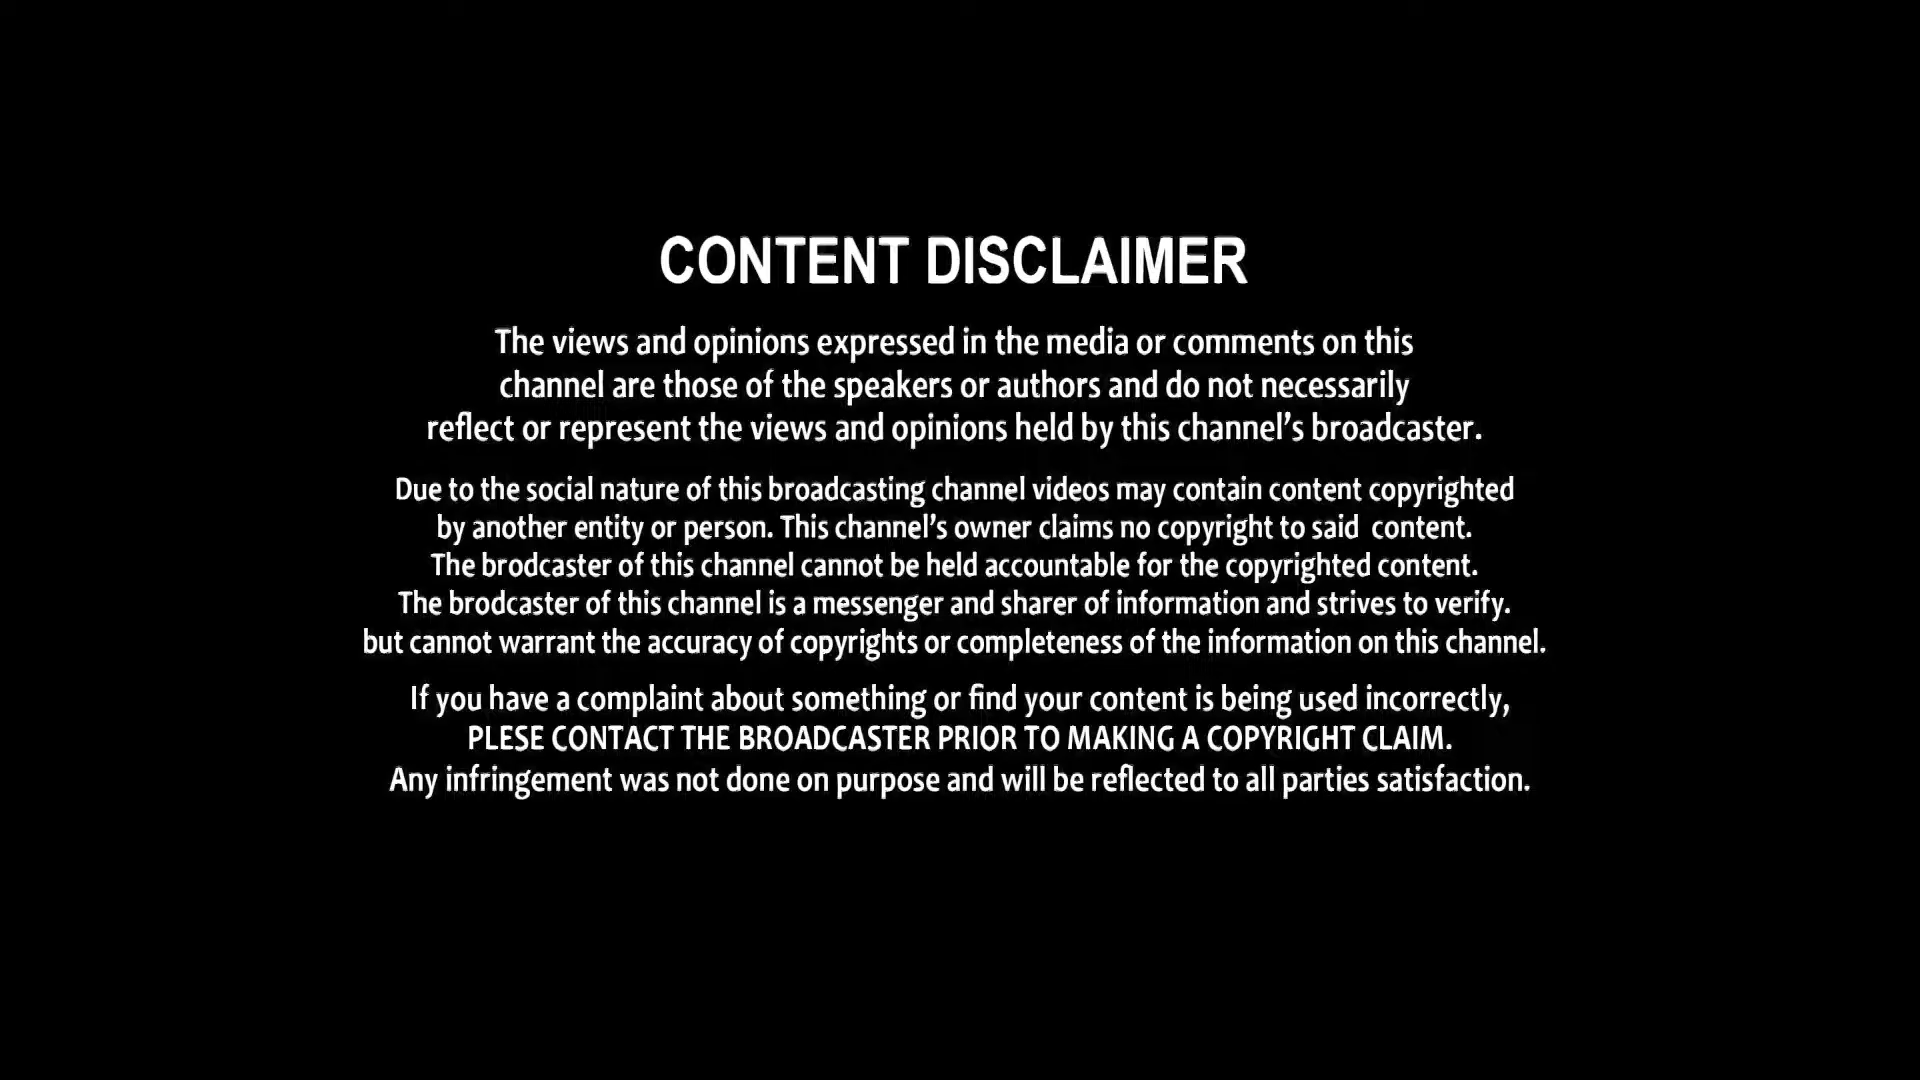 CONTENT DISCLAIMER
The views and opinions expressed in the media or comments on this
channel are those of the speakers or authors and do not necessarily
reflect or represent the views and opinions held by this channel’s broadcaster.
Due to the social nature of this broadcasting channel videos may contain content copyrighted
by another entity or person. This channel’s owner claims no copyright to said  content.
The brodcaster of this channel cannot be held accountable for the copyrighted content.
The brodcaster of this channel is a messenger and sharer of information and strives to verify.
but cannot warrant the accuracy of copyrights or completeness of the information on this channel.
If you have a complaint about something or find your content is being used incorrectly,
PLESE CONTACT THE BROADCASTER PRIOR TO MAKING A COPYRIGHT CLAIM.
Any infringement was not done on purpose and will be reflected to all parties satisfaction.